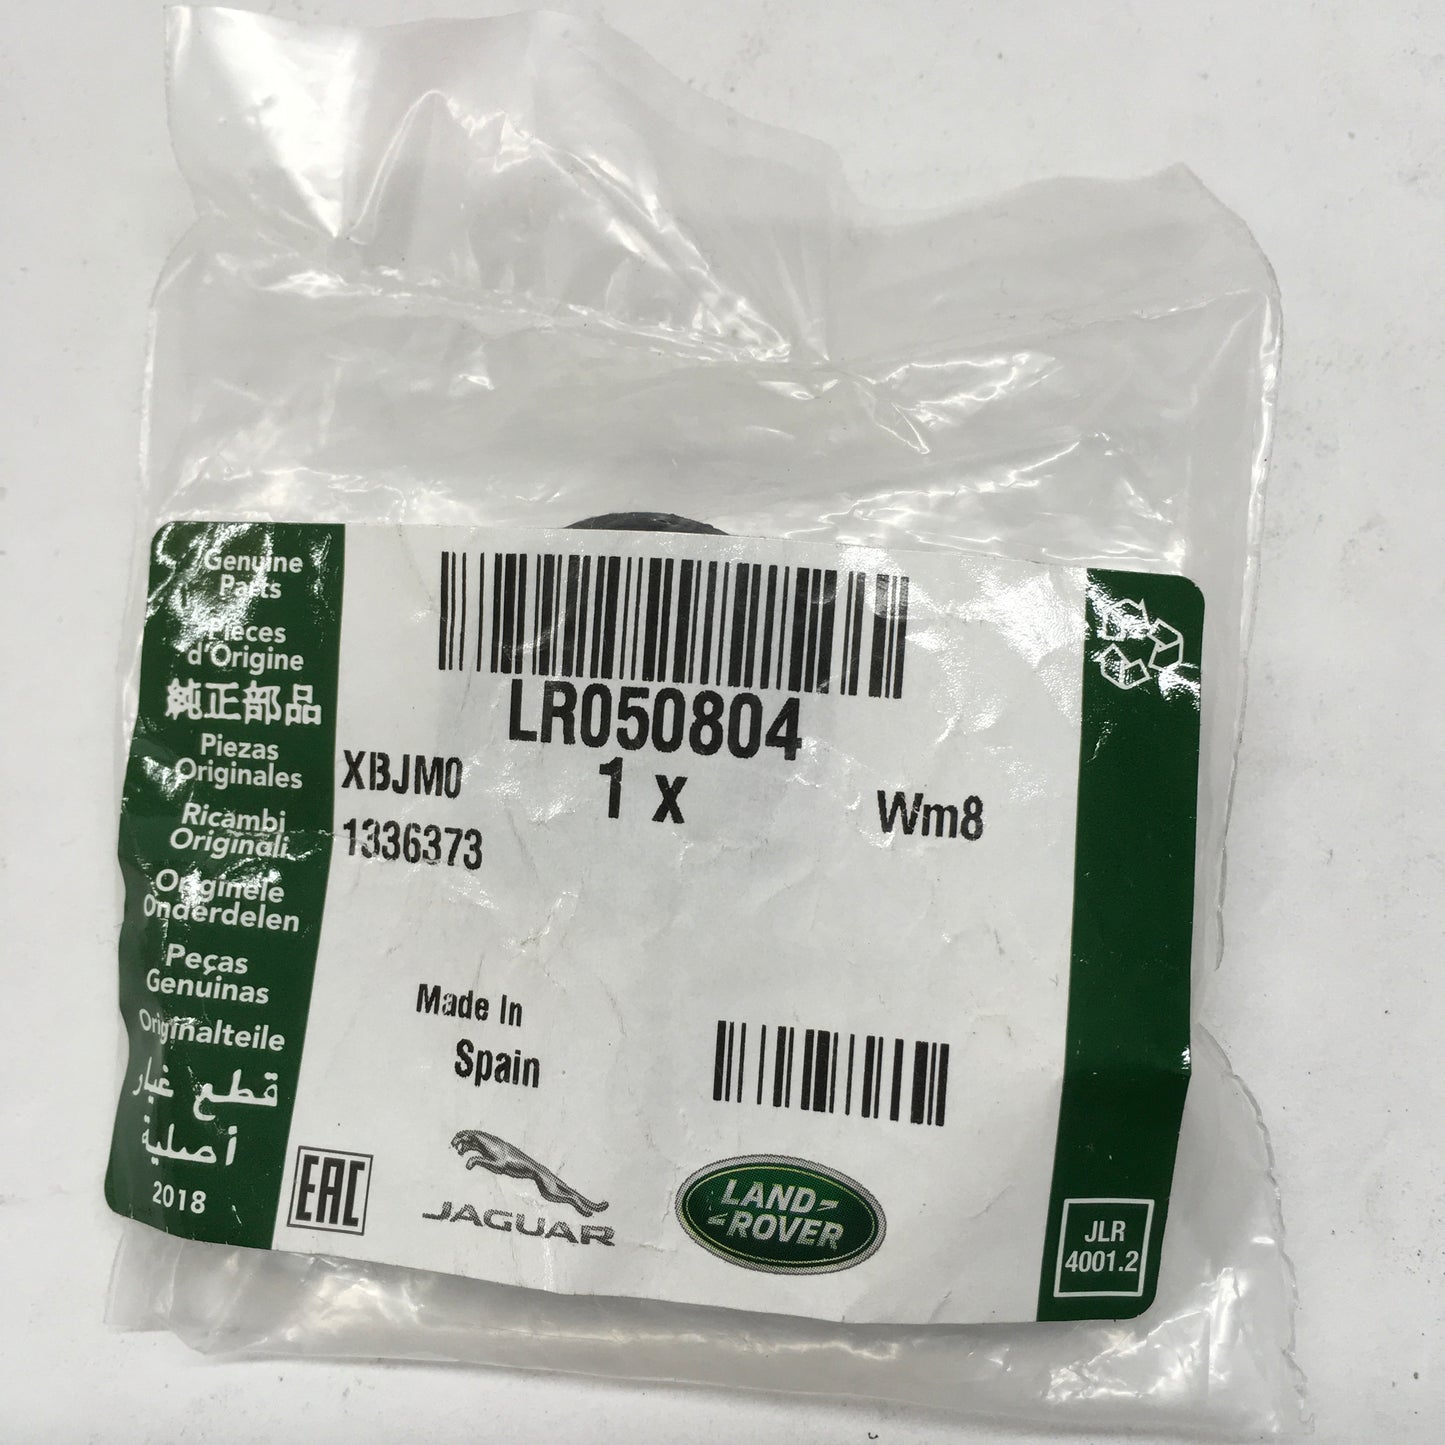 Genuine
Parts
Pièces
d'Origine
純正部品
Piezas
Originales
Ricambi
Originali
Originele
Onderdelen
Peças
Genuinas
Originalteile
قطع غيار
أصلية
2018
LR050804
XBJM0
1 x
Wm8
1336373
Made In
Spain
EAC
JAGUAR
LAND
ROVER
JLR
4001.2